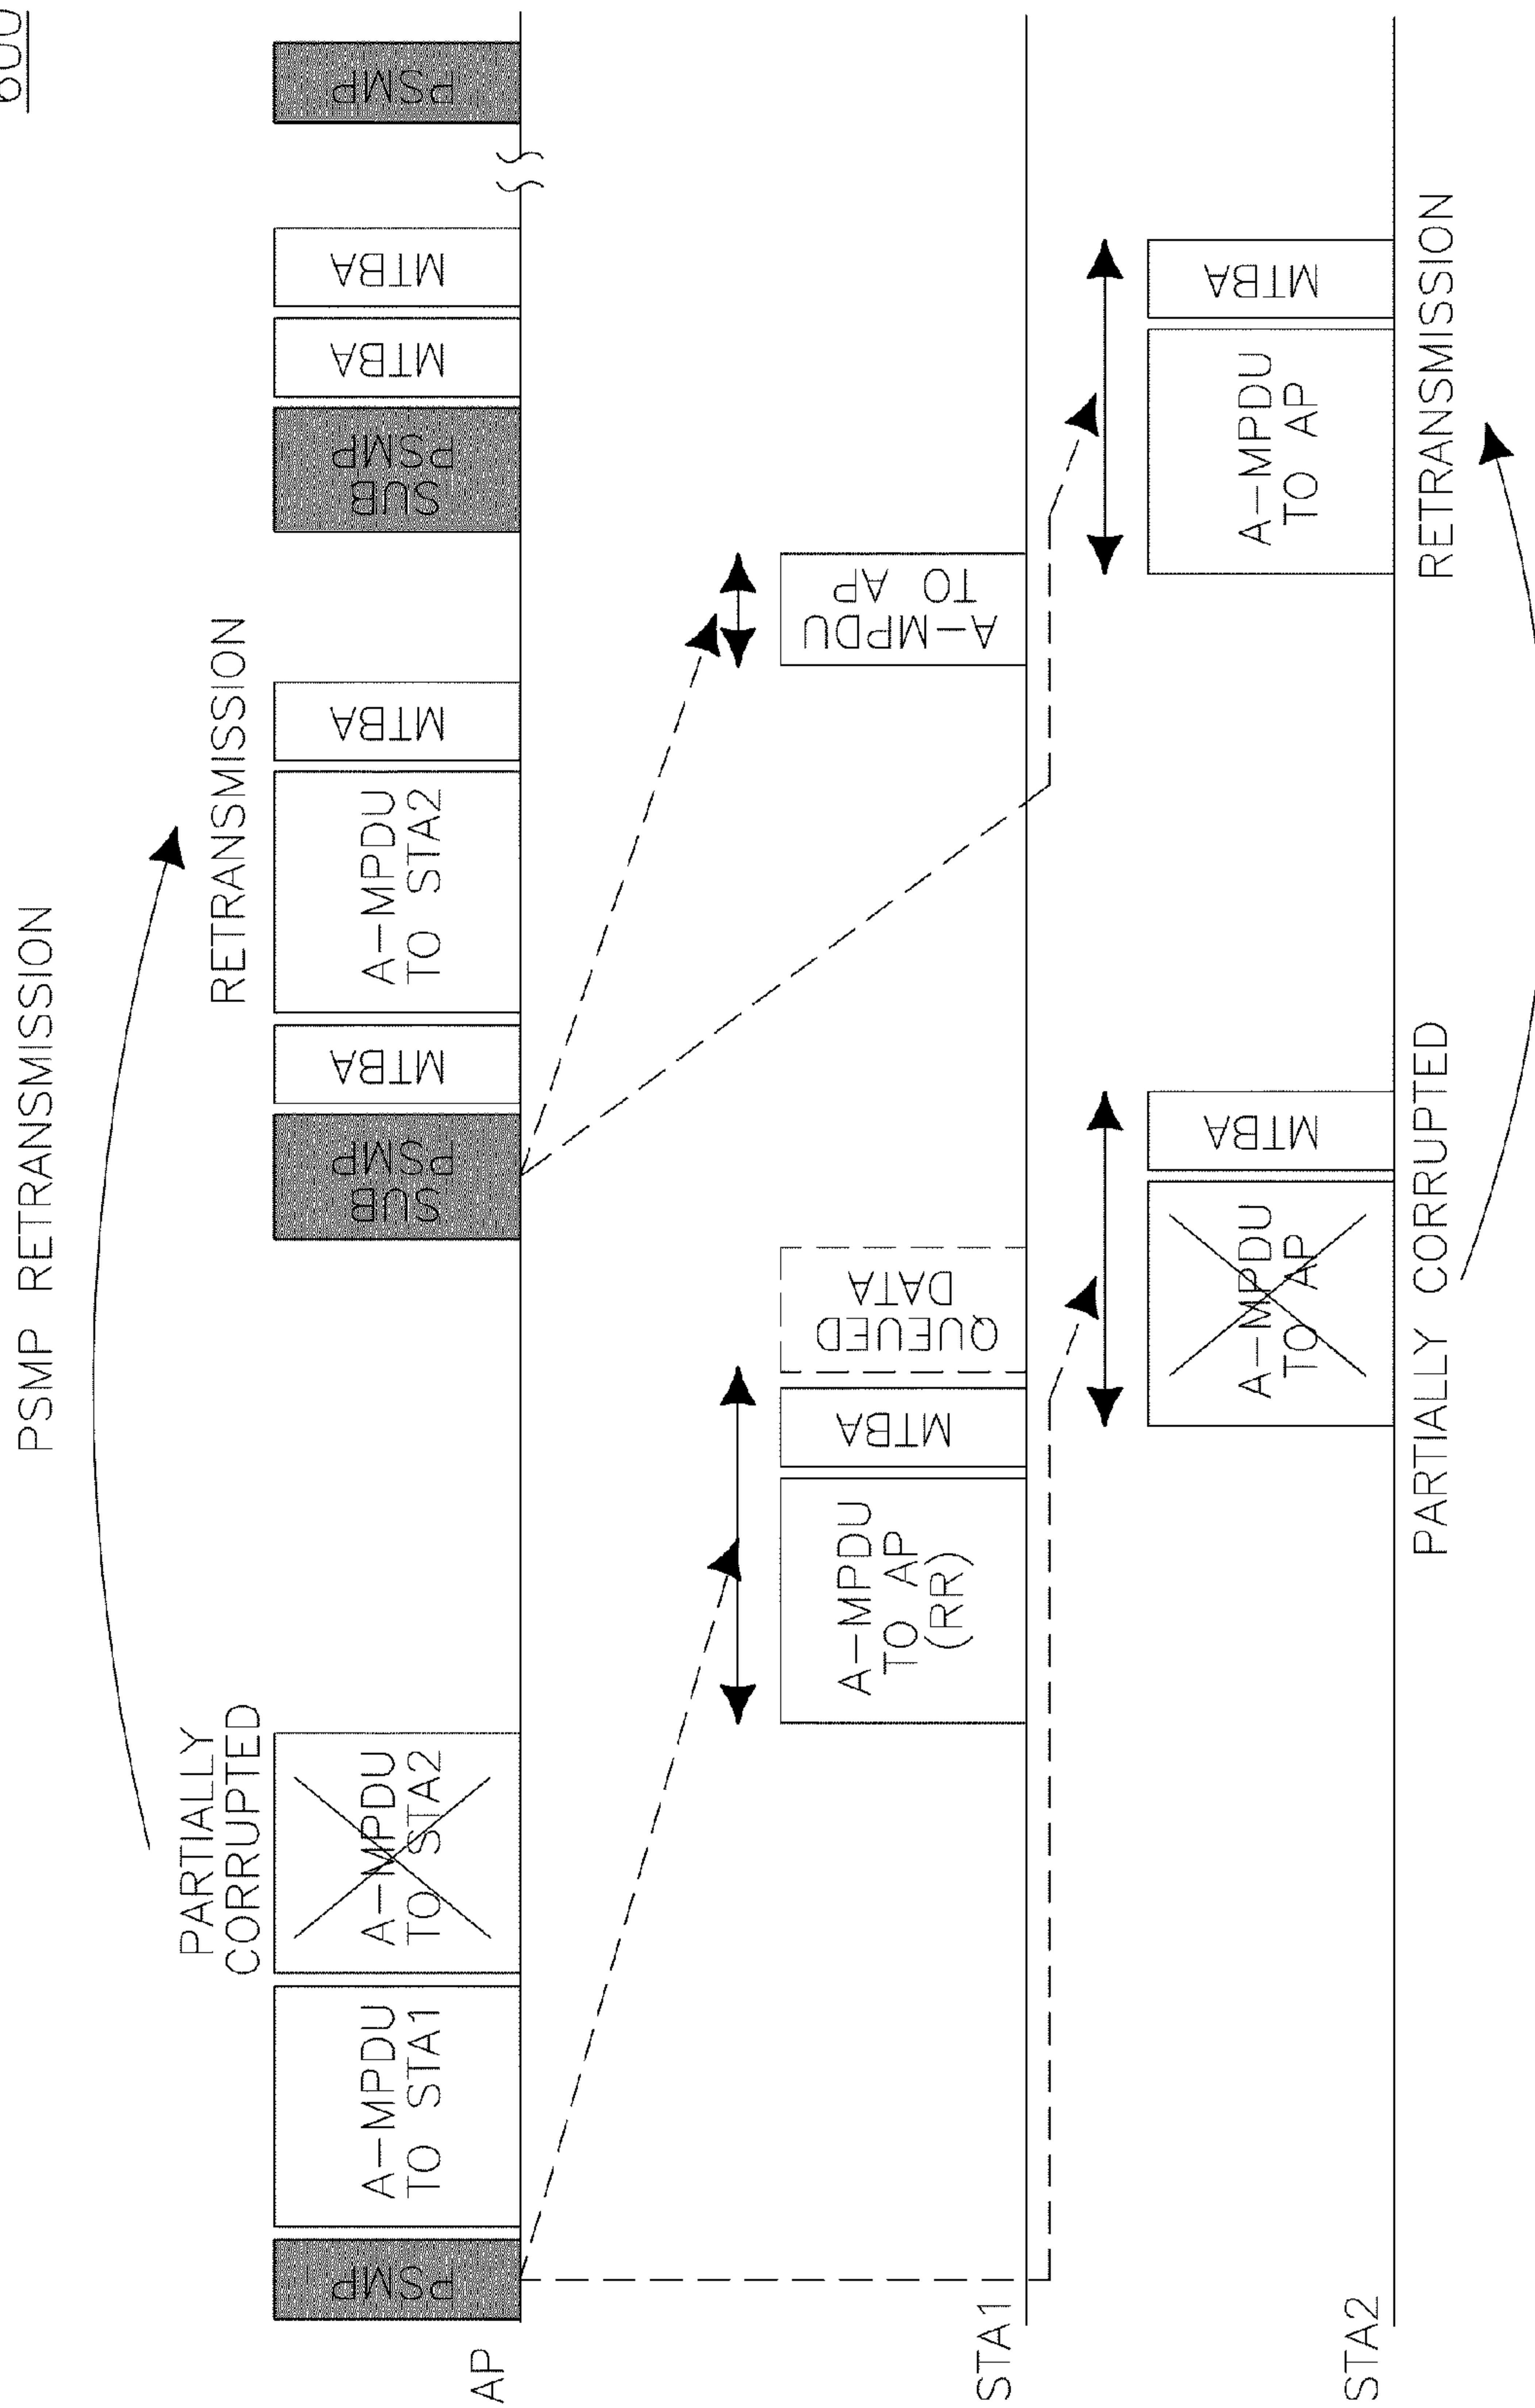 600
PSMP RETRANSMISSION
PARTIALLY
CORRUPTED
RETRANSMISSION
AP
PSMP
A-MPDU
TO STA1
A-MPDU
TO STA2
SUB
PSMP
MTBA
A-MPDU
TO STA2
MTBA
SUB
PSMP
MTBA
MTBA
PSMP
STA1
A-MPDU
TO AP
(RR)
MTBA
QUEUED
DATA
A-MPDU
TO AP
STA2
A-MPDU
TO AP
MTBA
A-MPDU
TO AP
MTBA
PARTIALLY CORRUPTED
RETRANSMISSION